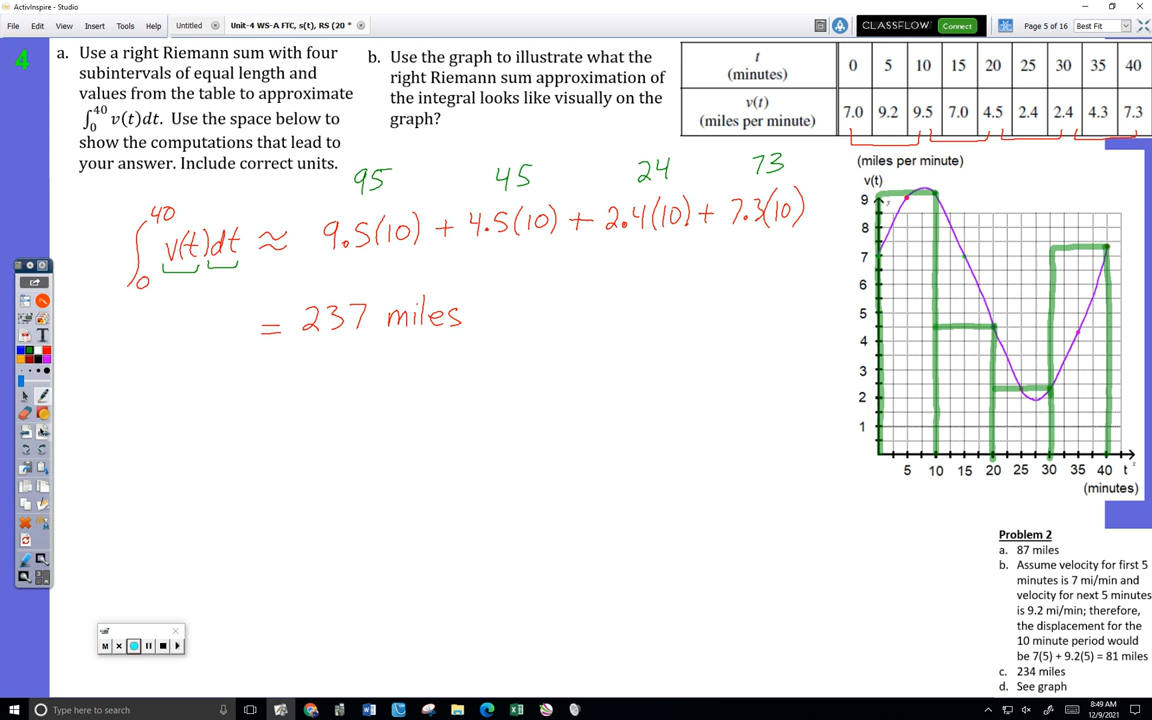 ActivInspire - Studio
File Edit View Insert Tools Help Untitled Unit-4 WS-A FTC, s(t), RS (20 * CLASSFLOW Connect Page 5 of 16 Best Fit
4
a. Use a right Riemann sum with four
subintervals of equal length and
values from the table to approximate
∫₀⁴⁰ v(t)dt. Use the space below to
show the computations that lead to
your answer. Include correct units.
b. Use the graph to illustrate what the
right Riemann sum approximation of
the integral looks like visually on the
graph?
t
(minutes)
0 5 10 15 20 25 30 35 40
v(t)
(miles per minute)
7.0 9.2 9.5 7.0 4.5 2.4 2.4 4.3 7.3
95 45 24 73
∫₀⁴⁰ v(t)dt ≈ 9.5(10) + 4.5(10) + 2.4(10) + 7.3(10)
= 237 miles
(miles per minute)
v(t)
y
9
8
7
6
5
4
3
2
1
5 10 15 20 25 30 35 40 t
x
(minutes)
Problem 2
a. 87 miles
b. Assume velocity for first 5
minutes is 7 mi/min and
velocity for next 5 minutes
is 9.2 mi/min; therefore,
the displacement for the
10 minute period would
be 7(5) + 9.2(5) = 81 miles
c. 234 miles
d. See graph
M
Type here to search
8:49 AM
12/9/2021